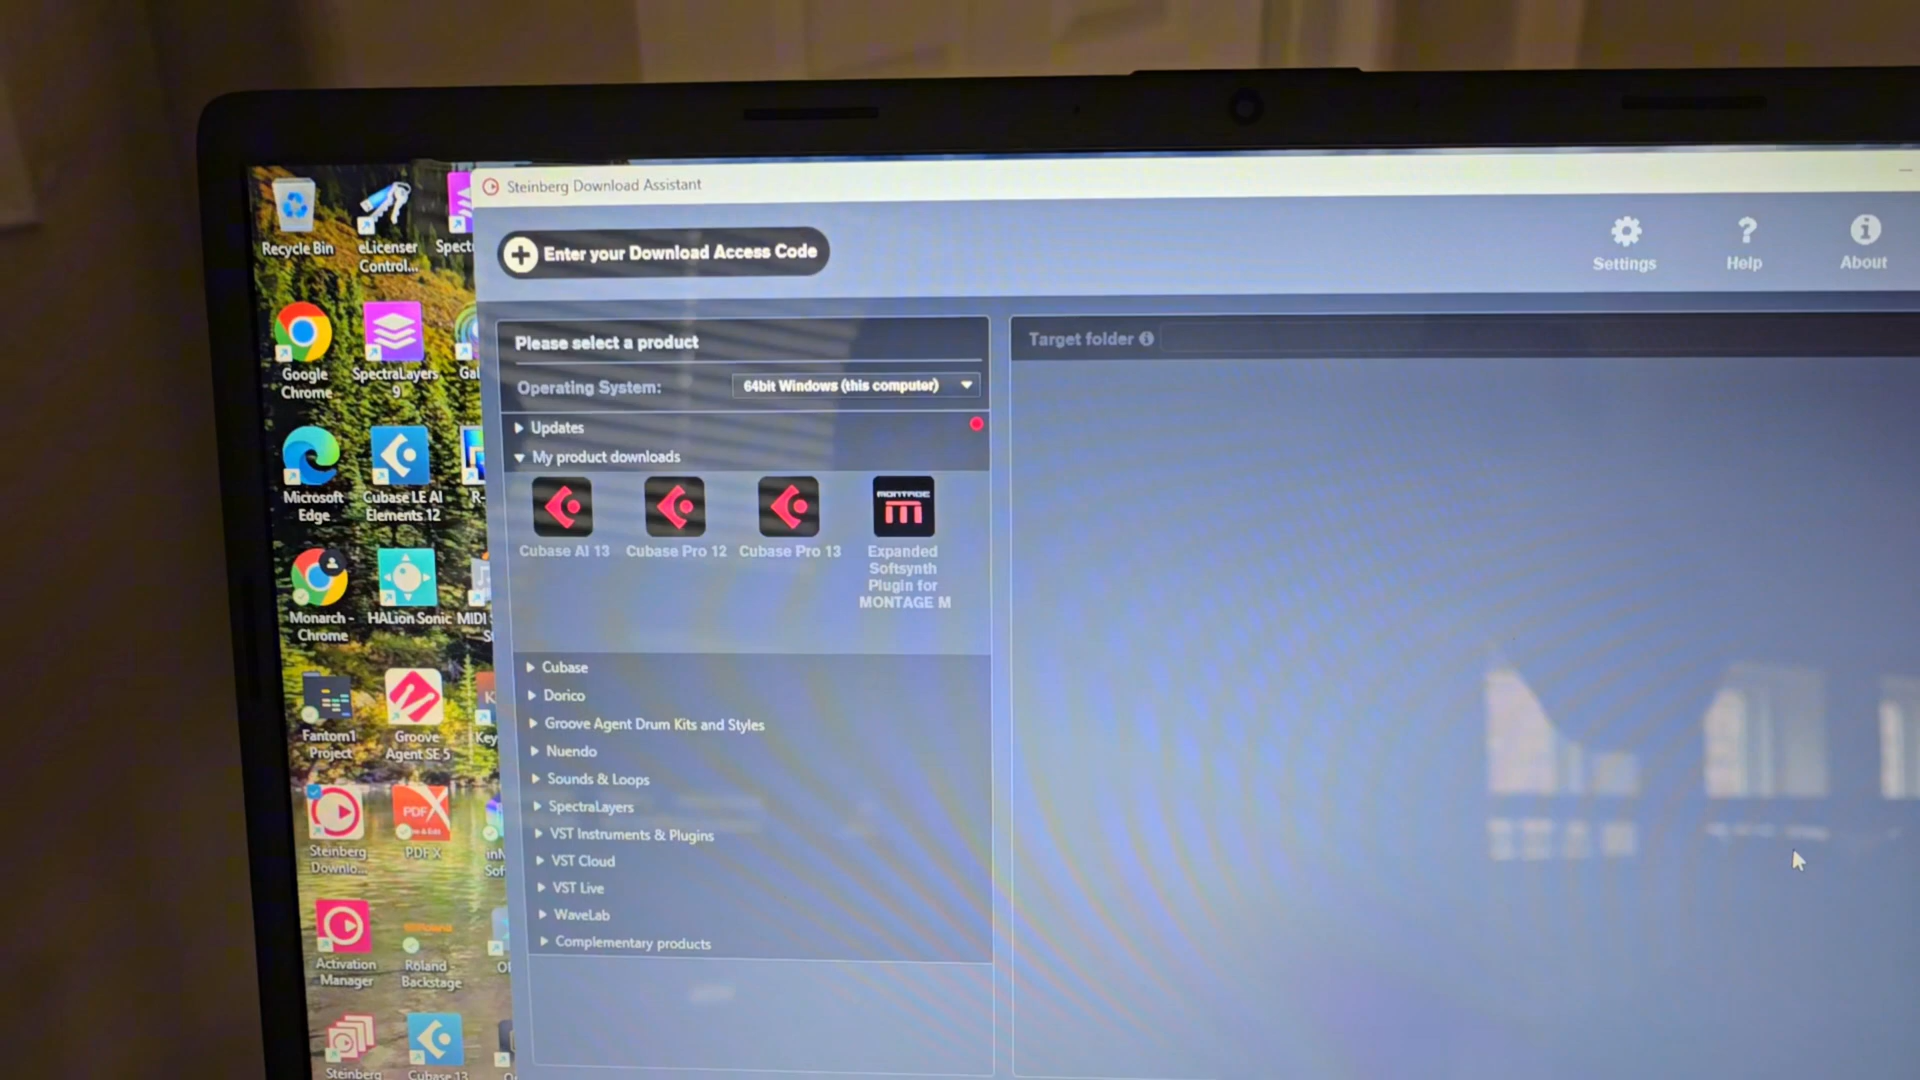 Steinberg Download Assistant
Enter your Download Access Code
Settings
Help
About
Please select a product
Operating System:
64bit Windows (this computer)
Updates
My product downloads
Cubase AI 13
Cubase Pro 12
Cubase Pro 13
MONTAGE
Expanded
Softsynth
Plugin for
MONTAGE M
Cubase
Dorico
Groove Agent Drum Kits and Styles
Nuendo
Sounds & Loops
SpectraLayers
VST Instruments & Plugins
VST Cloud
VST Live
WaveLab
Complementary products
Target folder
Recycle Bin
eLicenser
Control...
Spect
Google
Chrome
SpectraLayers
9
Gal
Microsoft
Edge
Cubase LE AI
Elements 12
R-
Monarch -
Chrome
HALion Sonic
MIDI
Fantom1
Project
Groove
Agent SE 5
Key
Steinberg
Downlo...
PDF X
Sof
Activation
Manager
Roland
Backstage
Steinberg
Cubase 13